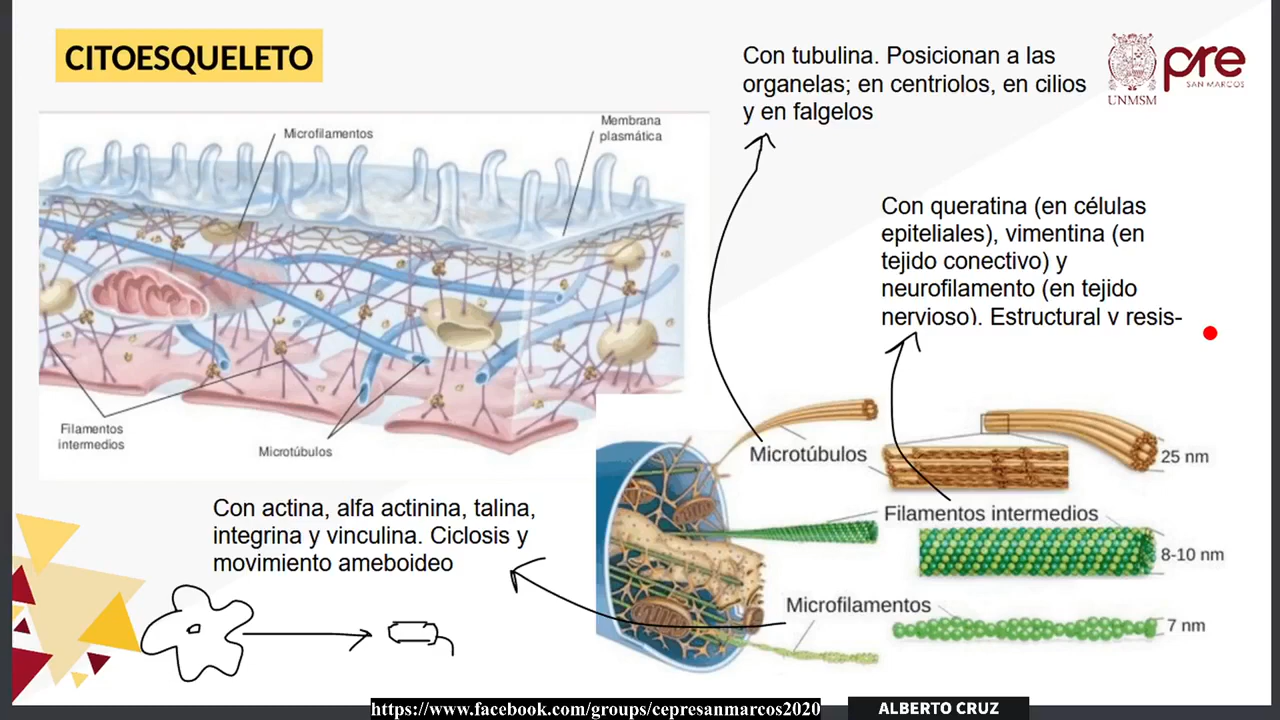 CITOESQUELETO
Con tubulina. Posicionan a las
organelas; en centriolos, en cilios
y en falgelos
UNMSM
pre
SAN MARCOS
Microfilamentos
Membrana
plasmática
Con queratina (en células
epiteliales), vimentina (en
tejido conectivo) y
neurofilamento (en tejido
nervioso). Estructural y resis-
Filamentos
intermedios
Microtúbulos
Microtúbulos
25 nm
Con actina, alfa actinina, talina,
integrina y vinculina. Ciclosis y
movimiento ameboideo
Filamentos intermedios
8-10 nm
Microfilamentos
7 nm
https://www.facebook.com/groups/cepresanmarcos2020
ALBERTO CRUZ